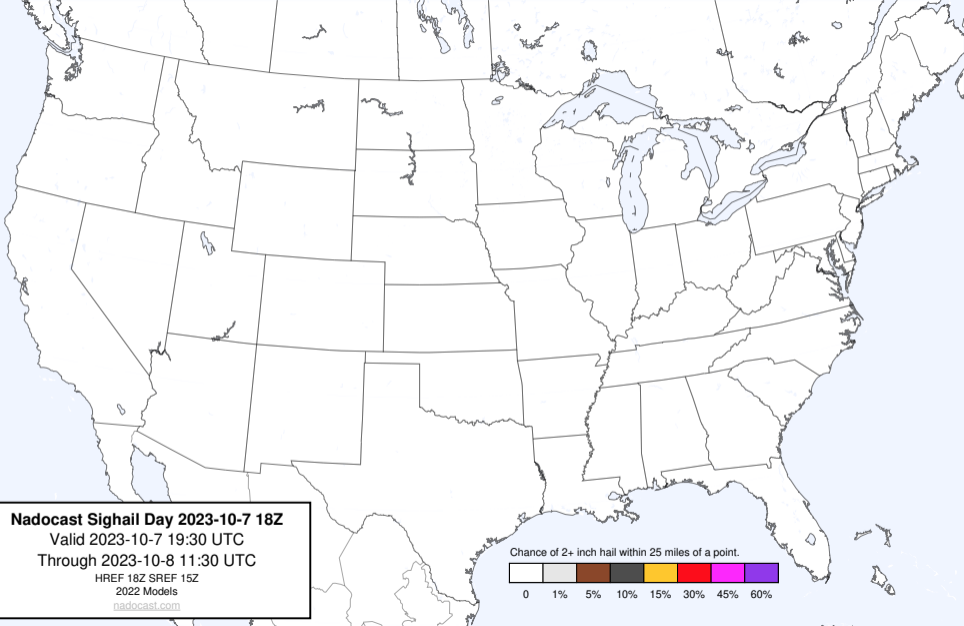 Nadocast Sighail Day 2023-10-7 18Z
Valid 2023-10-7 19:30 UTC
Through 2023-10-8 11:30 UTC
HREF 18Z SREF 15Z
2022 Models
nadocast.com
Chance of 2+ inch hail within 25 miles of a point.
0 1% 5% 10% 15% 30% 45% 60%